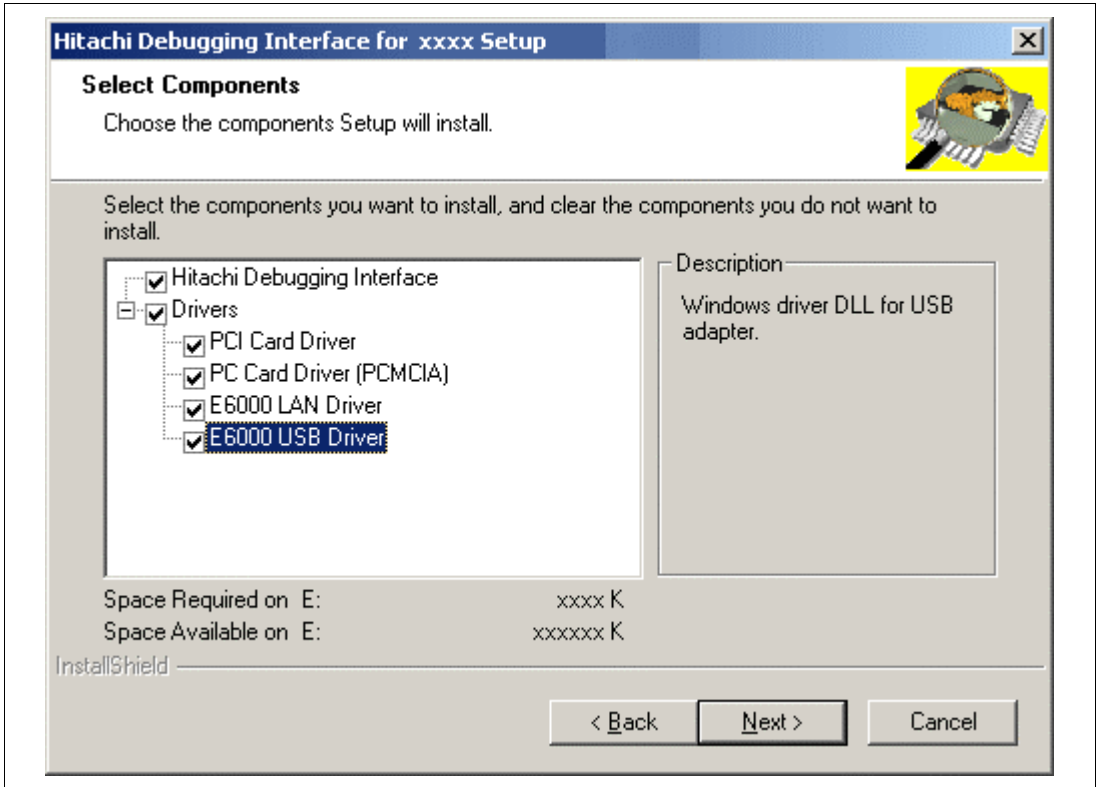 Hitachi Debugging Interface for xxxx Setup
Select Components
Choose the components Setup will install.
Select the components you want to install, and clear the components you do not want to
install.
Hitachi Debugging Interface
Drivers
PCI Card Driver
PC Card Driver (PCMCIA)
E6000 LAN Driver
E6000 USB Driver
Description
Windows driver DLL for USB
adapter.
Space Required on E: xxxx K
Space Available on E: xxxxxx K
InstallShield
< Back Next > Cancel